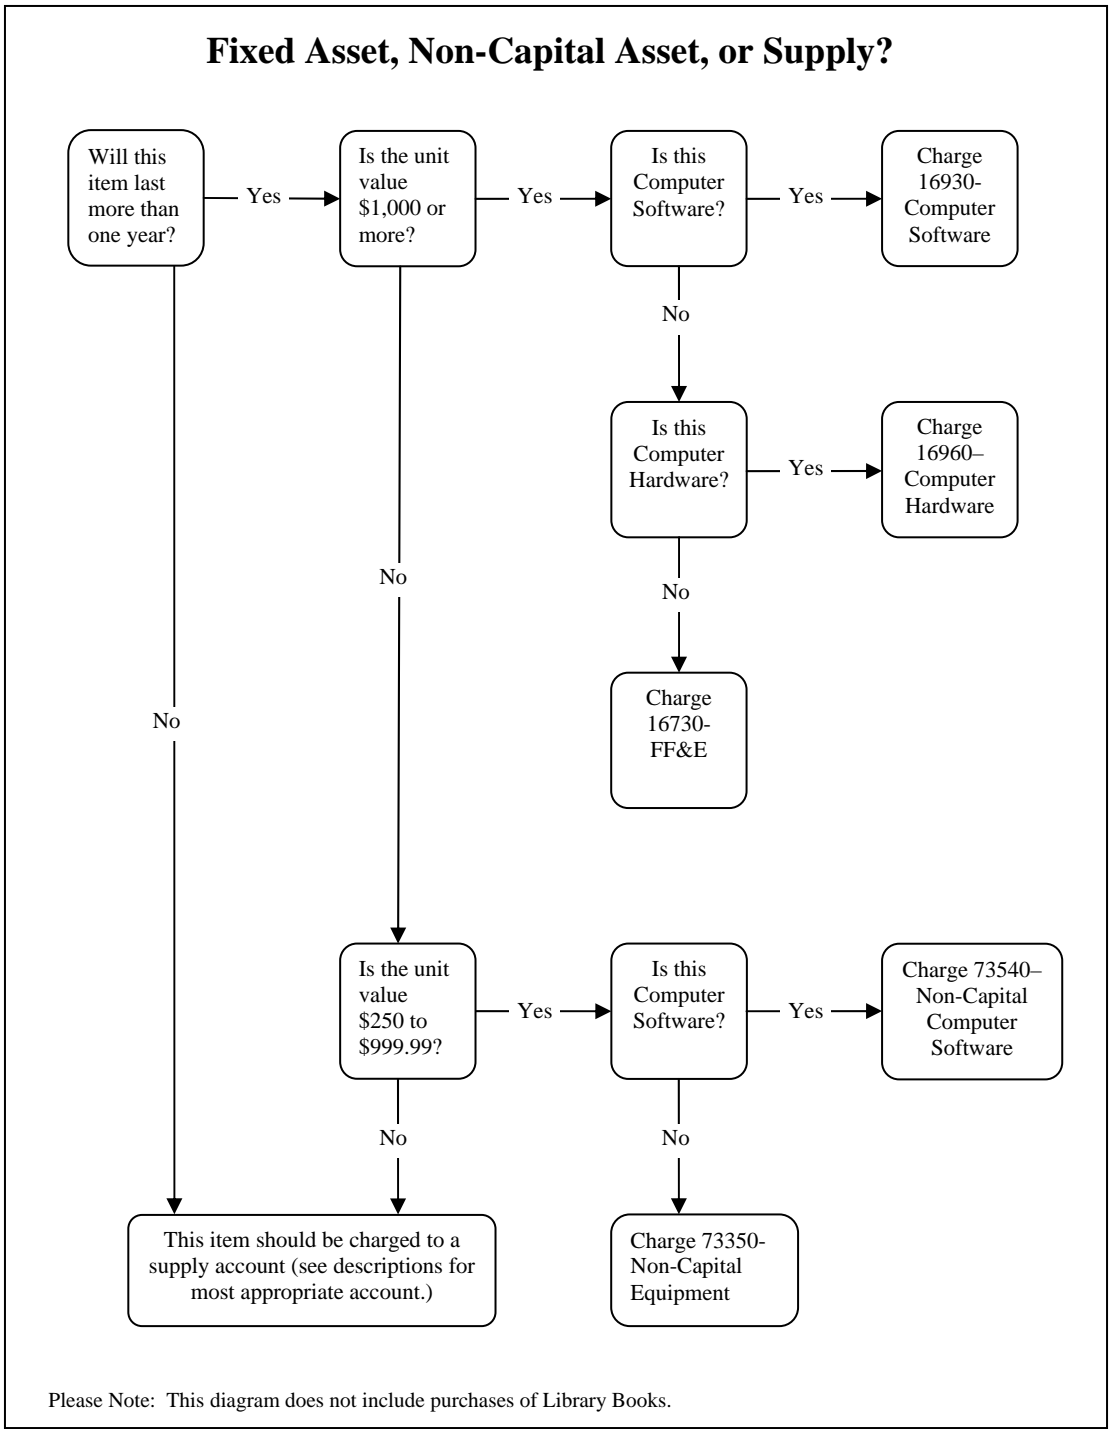 Fixed Asset, Non-Capital Asset, or Supply?
Will this
item last
more than
one year?
Yes
Is the unit
value
$1,000 or
more?
Yes
Is this
Computer
Software?
Yes
Charge
16930-
Computer
Software
No
Is this
Computer
Hardware?
Yes
Charge
16960–
Computer
Hardware
No
No
Charge
16730-
FF&E
No
Is the unit
value
$250 to
$999.99?
Yes
Is this
Computer
Software?
Yes
Charge 73540–
Non-Capital
Computer
Software
No
No
This item should be charged to a
supply account (see descriptions for
most appropriate account.)
Charge 73350-
Non-Capital
Equipment
Please Note:  This diagram does not include purchases of Library Books.